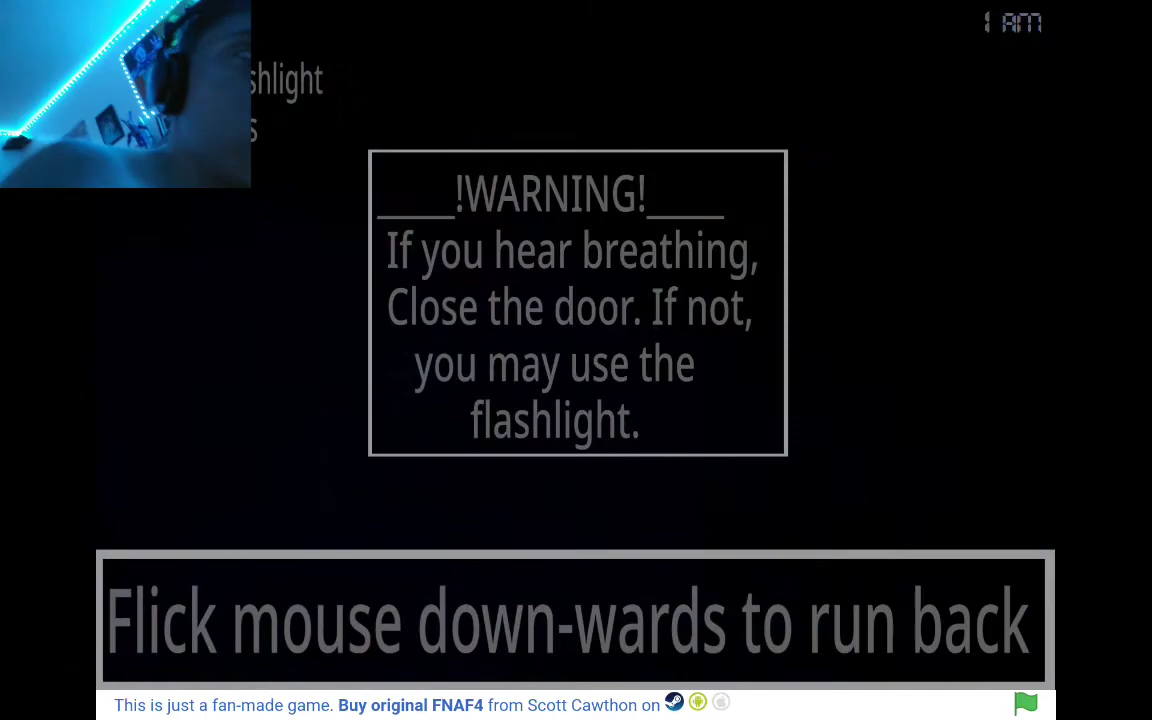 1 AM
shlight
s
____!WARNING!____
If you hear breathing,
Close the door. If not,
you may use the
flashlight.
Flick mouse down-wards to run back
This is just a fan-made game. Buy original FNAF4 from Scott Cawthon on